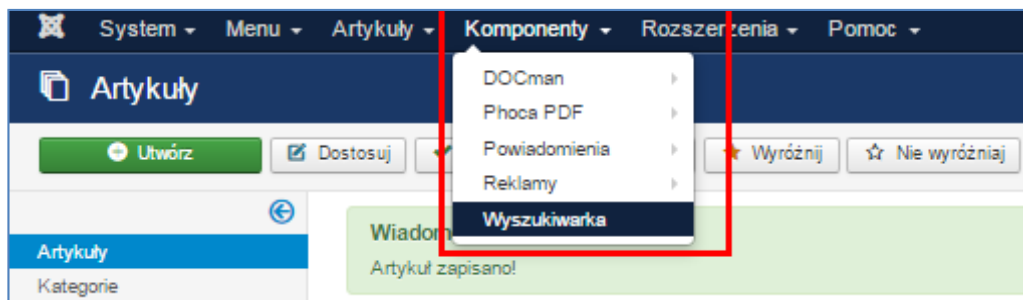 System Menu Artykuły Komponenty Rozszerzenia Pomoc
Artykuły
DOCman
Phoca PDF
Utwórz Dostosuj Powiadomienia Wyróżnij Nie wyróżniaj
Reklamy
Wyszukiwarka
Wiadom
Artykuły
Artykuł zapisano!
Kategorie